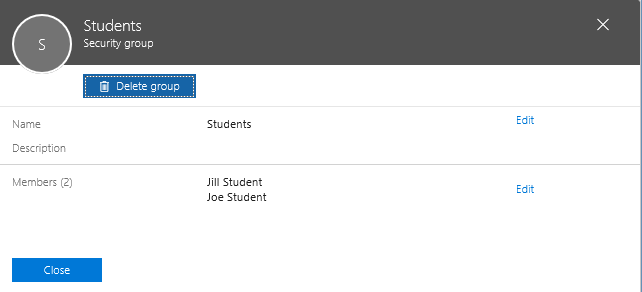 S
Students
Security group
Delete group
Name Students Edit
Description
Members (2) Jill Student
Joe Student
Edit
Close